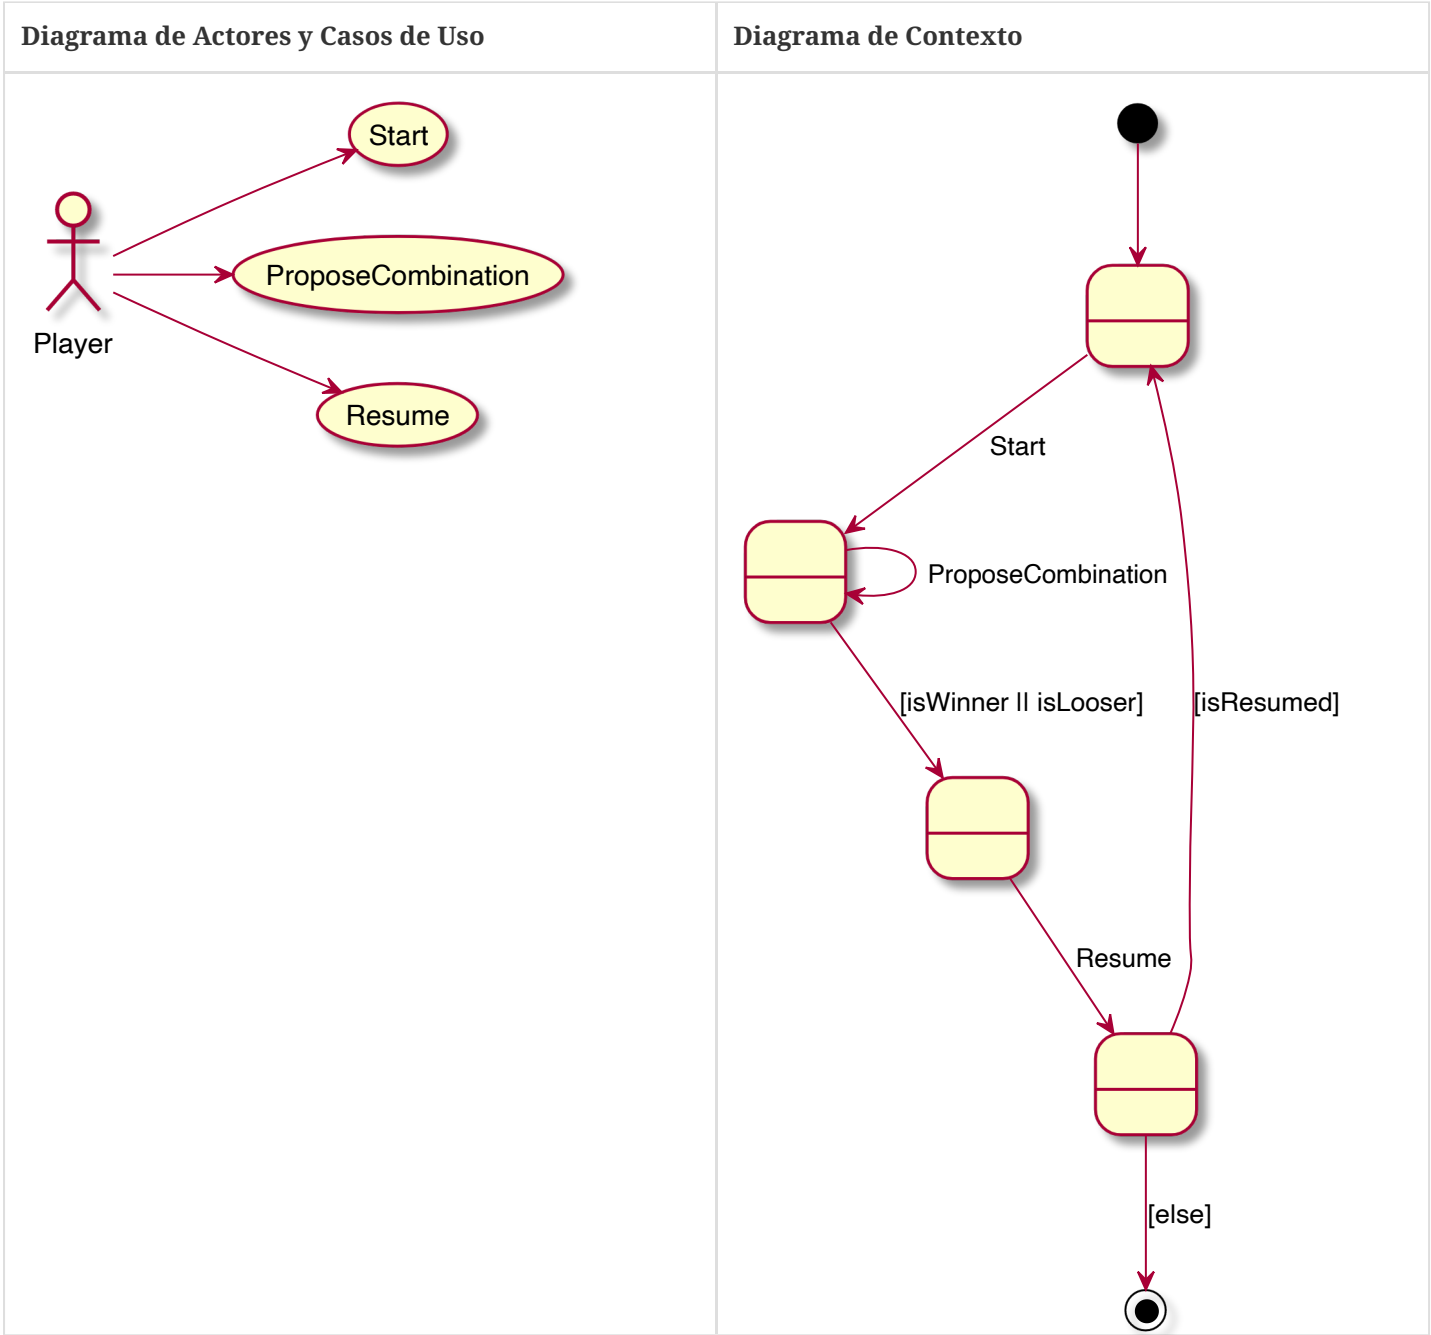 Diagrama de Actores y Casos de Uso
Diagrama de Contexto
Start
ProposeCombination
Player
Resume
Start
ProposeCombination
[isWinner || isLooser]
[isResumed]
Resume
[else]